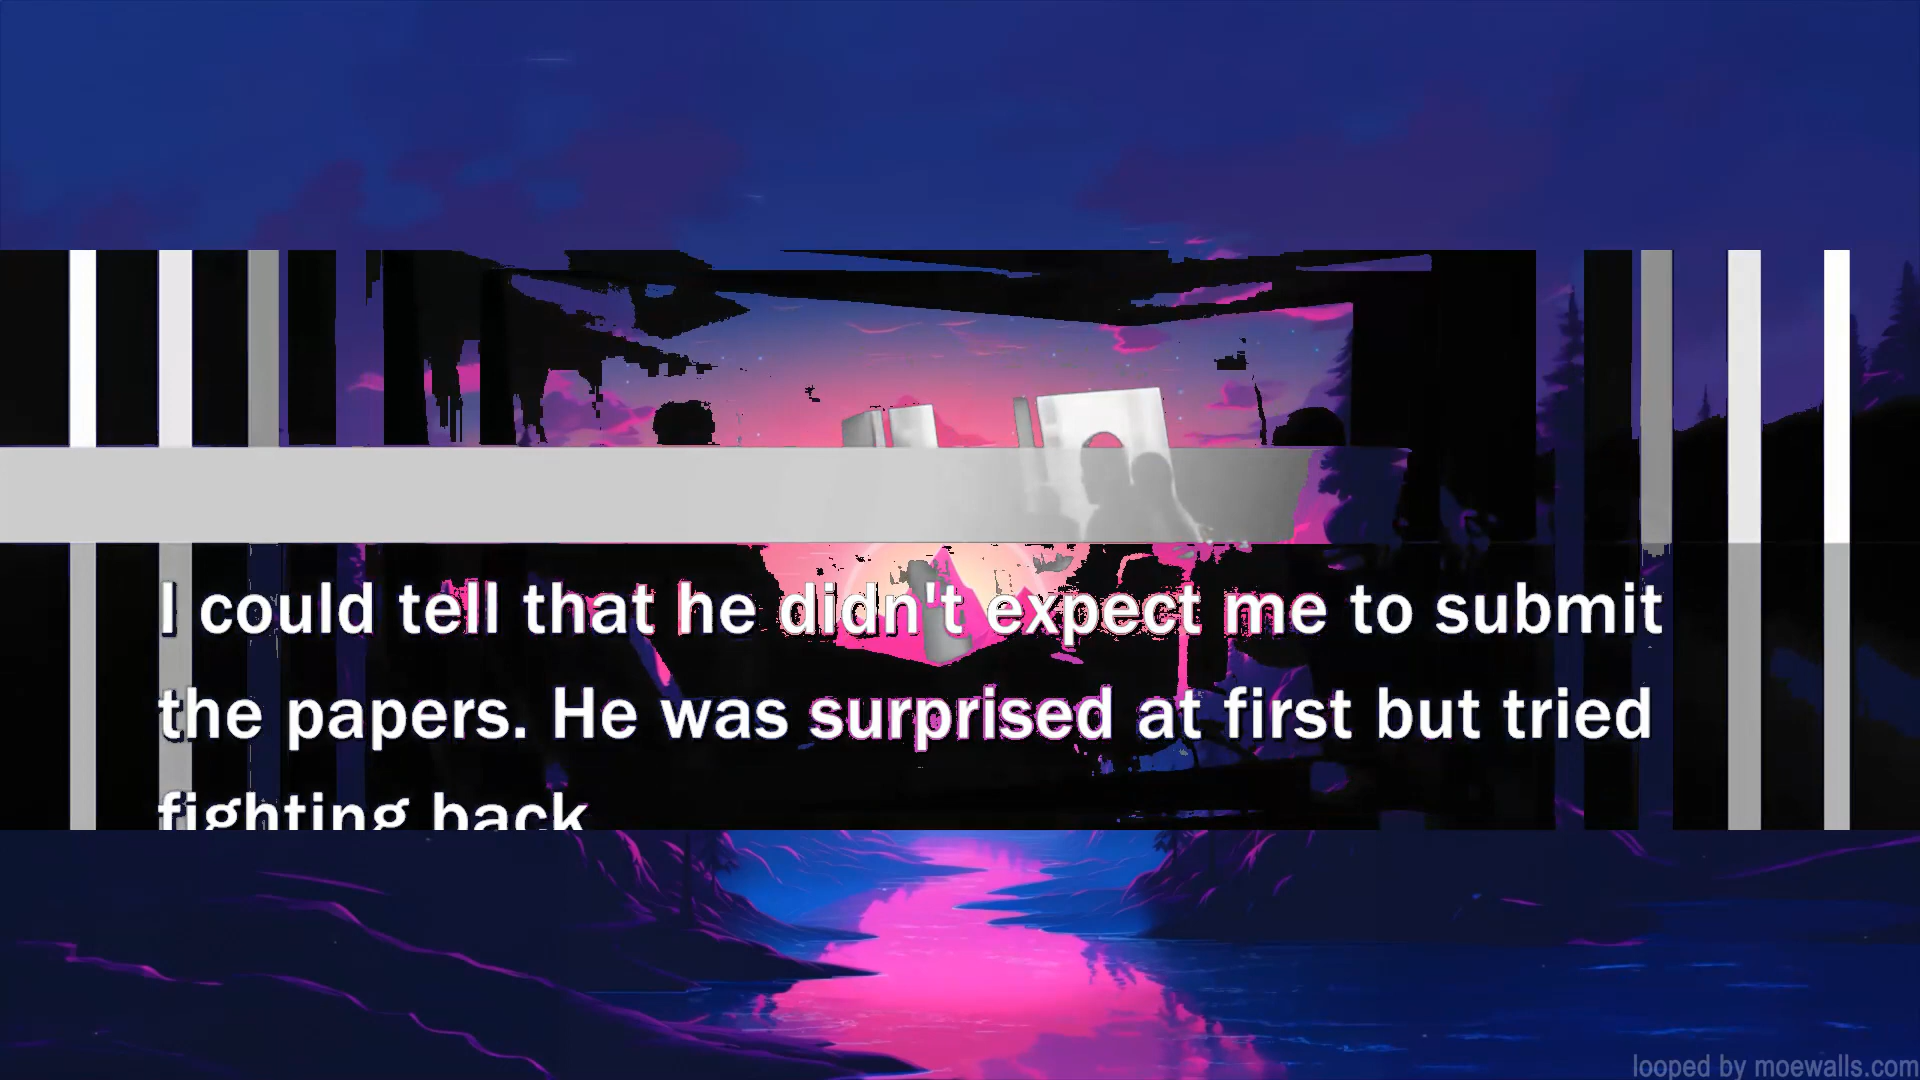 I could tell that he didn't expect me to submit
the papers. He was surprised at first but tried
fighting back
looped by moewalls.com